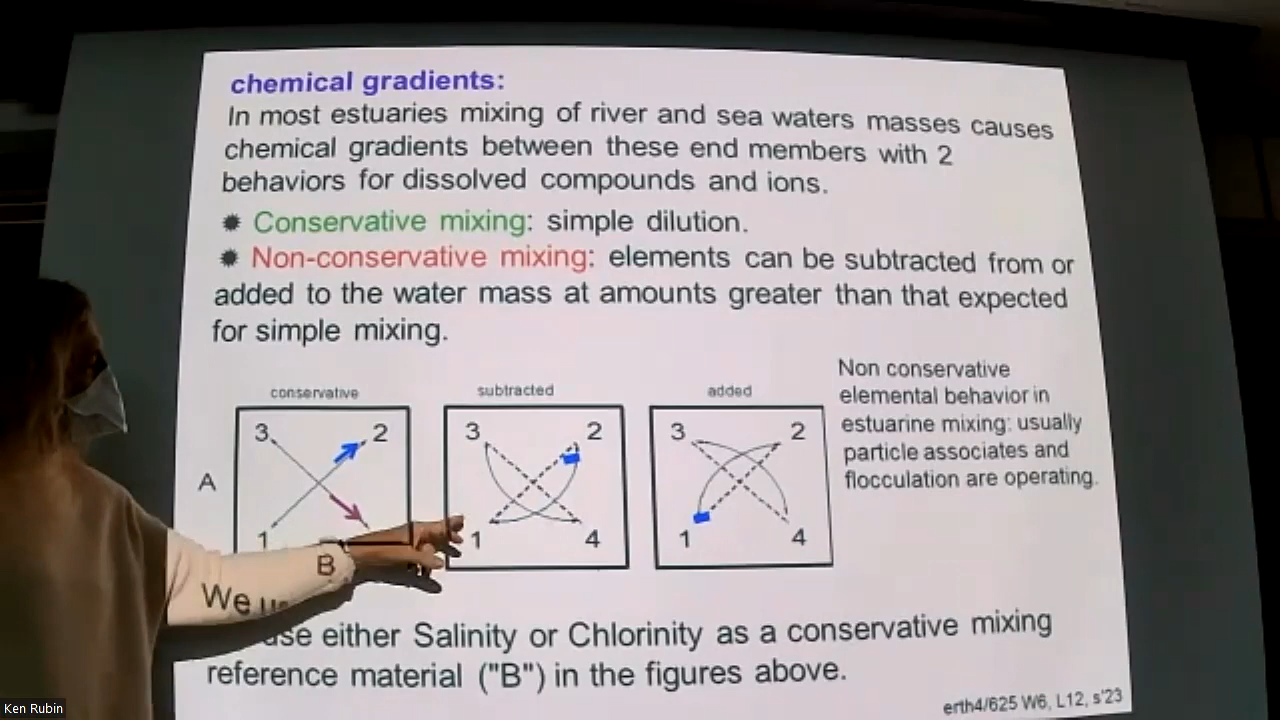 chemical gradients:
In most estuaries mixing of river and sea waters masses causes
chemical gradients between these end members with 2
behaviors for dissolved compounds and ions.
✹ Conservative mixing: simple dilution.
✹ Non-conservative mixing: elements can be subtracted from or
added to the water mass at amounts greater than that expected
for simple mixing.
conservative
3 2
A
1
B
subtracted
3 2
1 4
added
3 2
1 4
Non conservative
elemental behavior in
estuarine mixing: usually
particle associates and
flocculation are operating.
We use either Salinity or Chlorinity as a conservative mixing
reference material ("B") in the figures above.
erth4/625 W6, L12, s'23
Ken Rubin